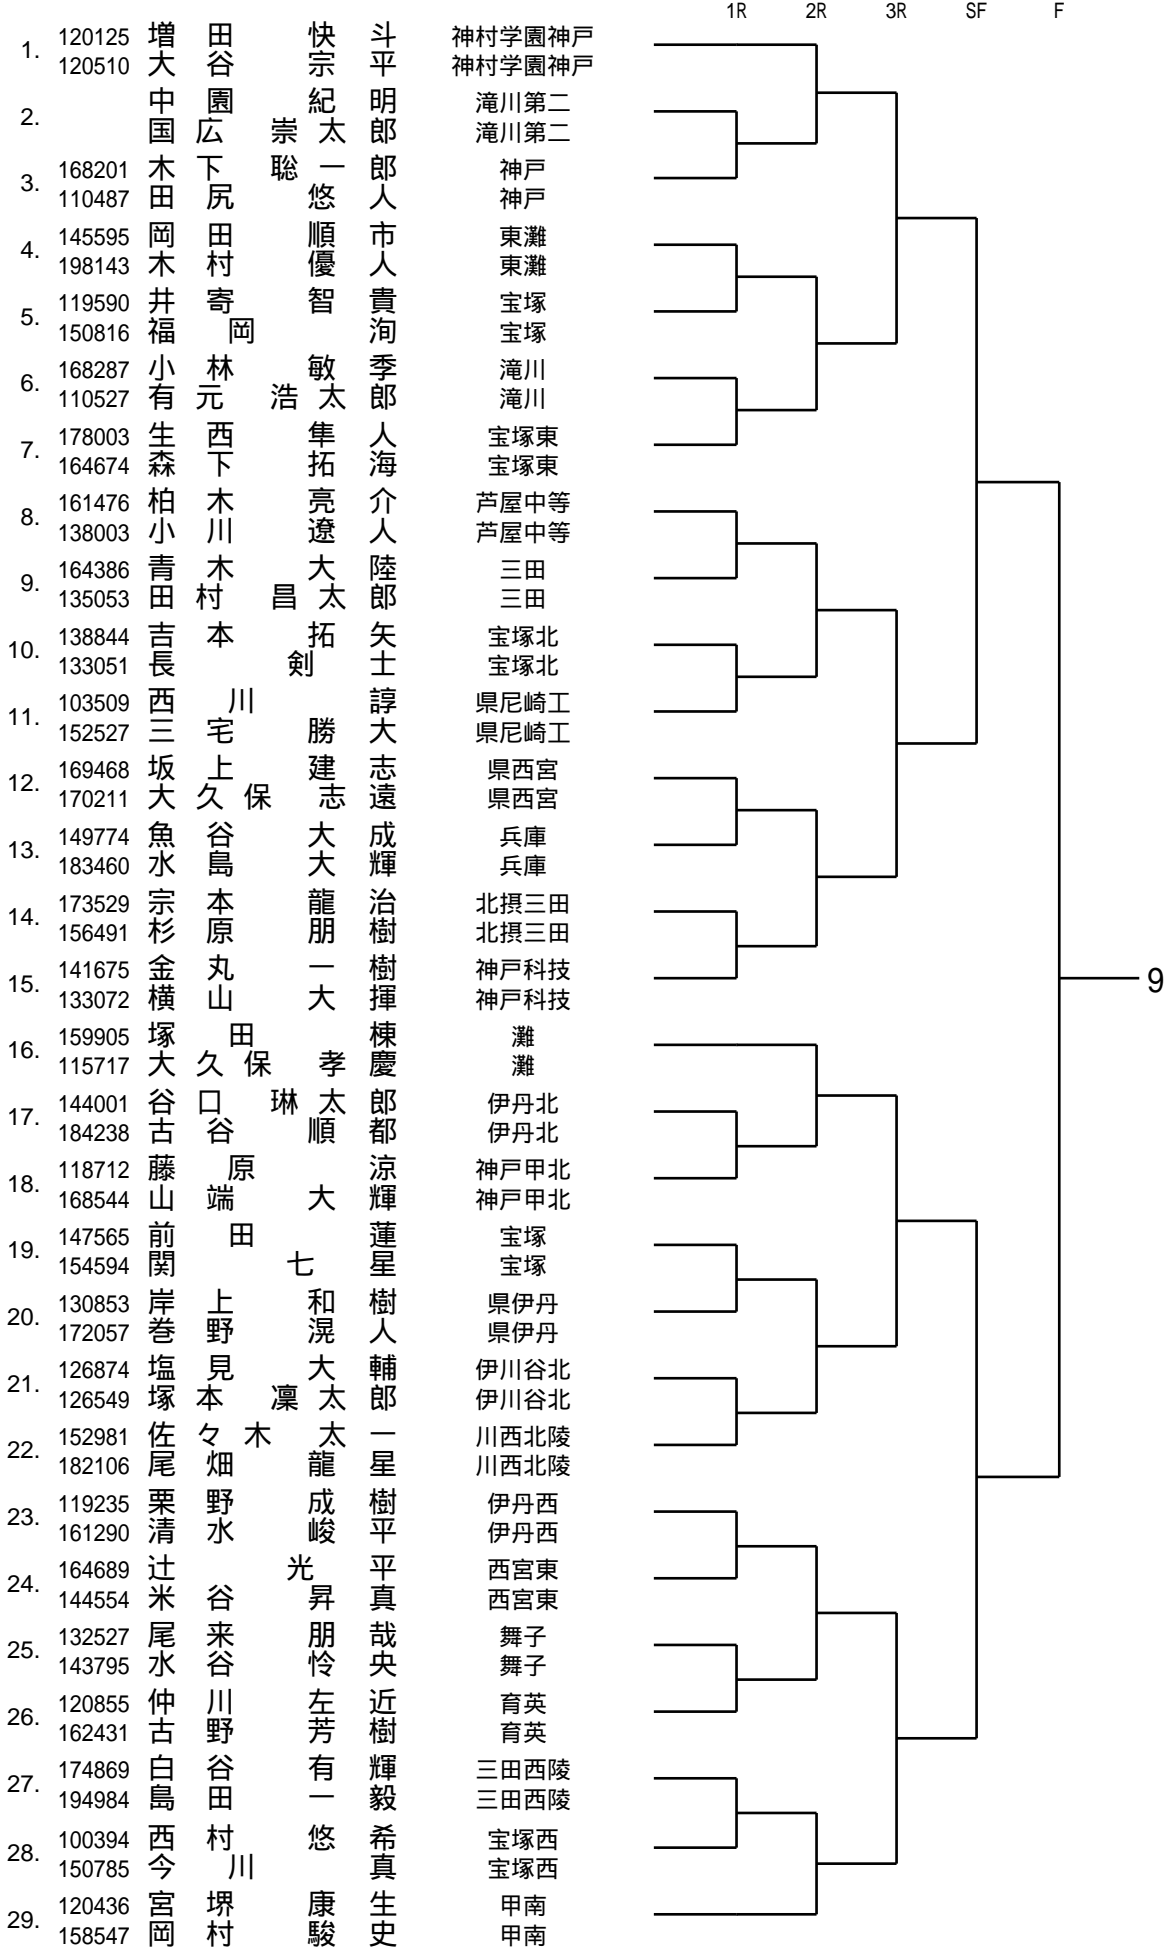 1R 2R 3R SF F
1. 120125 増田 快斗 神村学園神戸
120510 大谷 宗平 神村学園神戸
2. 中園 紀明 滝川第二
国広 崇太郎 滝川第二
3. 168201 木下 聡一郎 神戸
110487 田尻 悠人 神戸
4. 145595 岡田 順市 東灘
198143 木村 優人 東灘
5. 119590 井寄 智貴 宝塚
150816 福岡 洵 宝塚
6. 168287 小林 敏季 滝川
110527 有元 浩太郎 滝川
7. 178003 生西 隼人 宝塚東
164674 森下 拓海 宝塚東
8. 161476 柏木 亮介 芦屋中等
138003 小川 遼人 芦屋中等
9. 164386 青木 大陸 三田
135053 田村 昌太郎 三田
10. 138844 吉本 拓矢 宝塚北
133051 長 剣士 宝塚北
11. 103509 西川 諄 県尼崎工
152527 三宅 勝大 県尼崎工
12. 169468 坂上 建志 県西宮
170211 大久保 志遠 県西宮
13. 149774 魚谷 大成 兵庫
183460 水島 大輝 兵庫
14. 173529 宗本 龍治 北摂三田
156491 杉原 朋樹 北摂三田
15. 141675 金丸 一樹 神戸科技
133072 横山 大揮 神戸科技
9
16. 159905 塚田 棟 灘
115717 大久保 孝慶 灘
17. 144001 谷口 琳太郎 伊丹北
184238 古谷 順都 伊丹北
18. 118712 藤原 涼 神戸甲北
168544 山端 大輝 神戸甲北
19. 147565 前田 蓮 宝塚
154594 関 七星 宝塚
20. 130853 岸上 和樹 県伊丹
172057 巻野 滉人 県伊丹
21. 126874 塩見 大輔 伊川谷北
126549 塚本 凜太郎 伊川谷北
22. 152981 佐々木 太一 川西北陵
182106 尾畑 龍星 川西北陵
23. 119235 栗野 成樹 伊丹西
161290 清水 峻平 伊丹西
24. 164689 辻 光平 西宮東
144554 米谷 昇真 西宮東
25. 132527 尾来 朋哉 舞子
143795 水谷 怜央 舞子
26. 120855 仲川 左近 育英
162431 古野 芳樹 育英
27. 174869 白谷 有輝 三田西陵
194984 島田 一毅 三田西陵
28. 100394 西村 悠希 宝塚西
150785 今川 真 宝塚西
29. 120436 宮堺 康生 甲南
158547 岡村 駿史 甲南